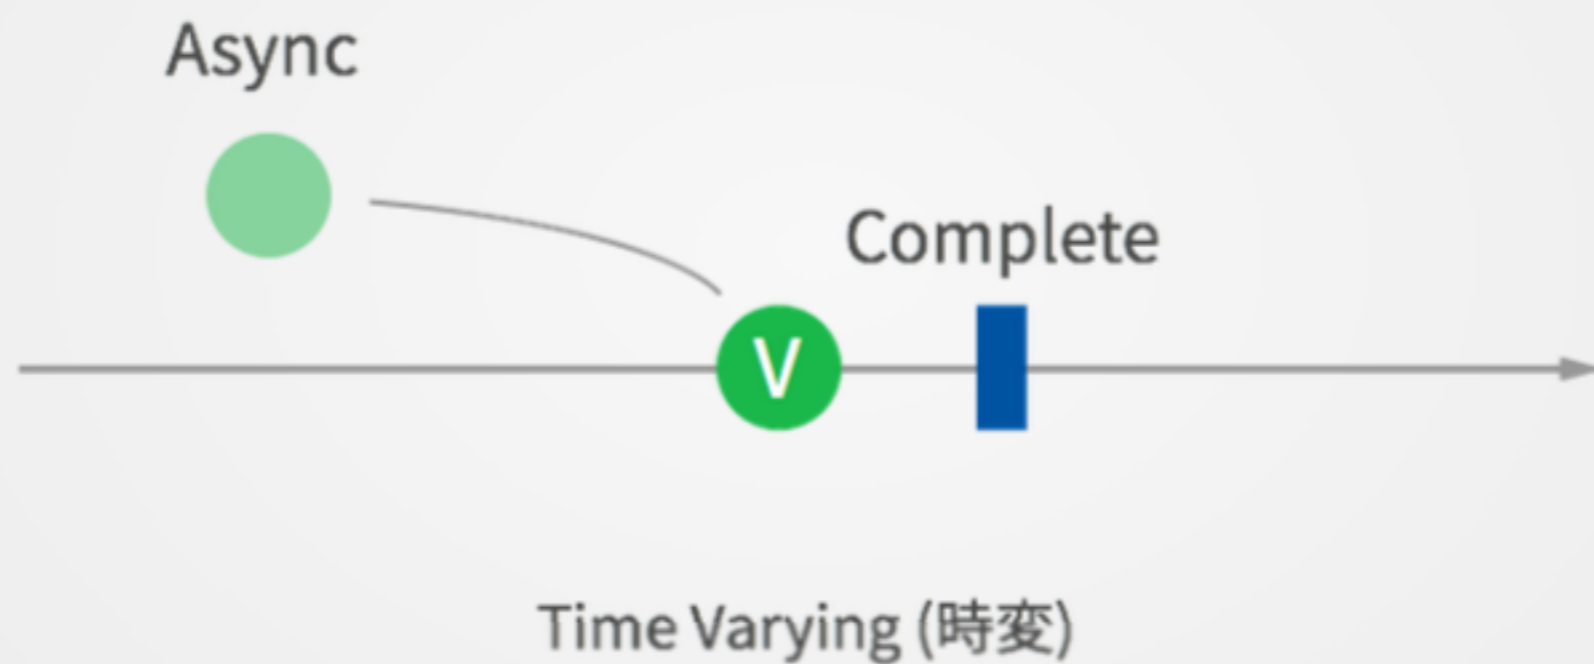 Async
Complete
V
Time Varying (時変)